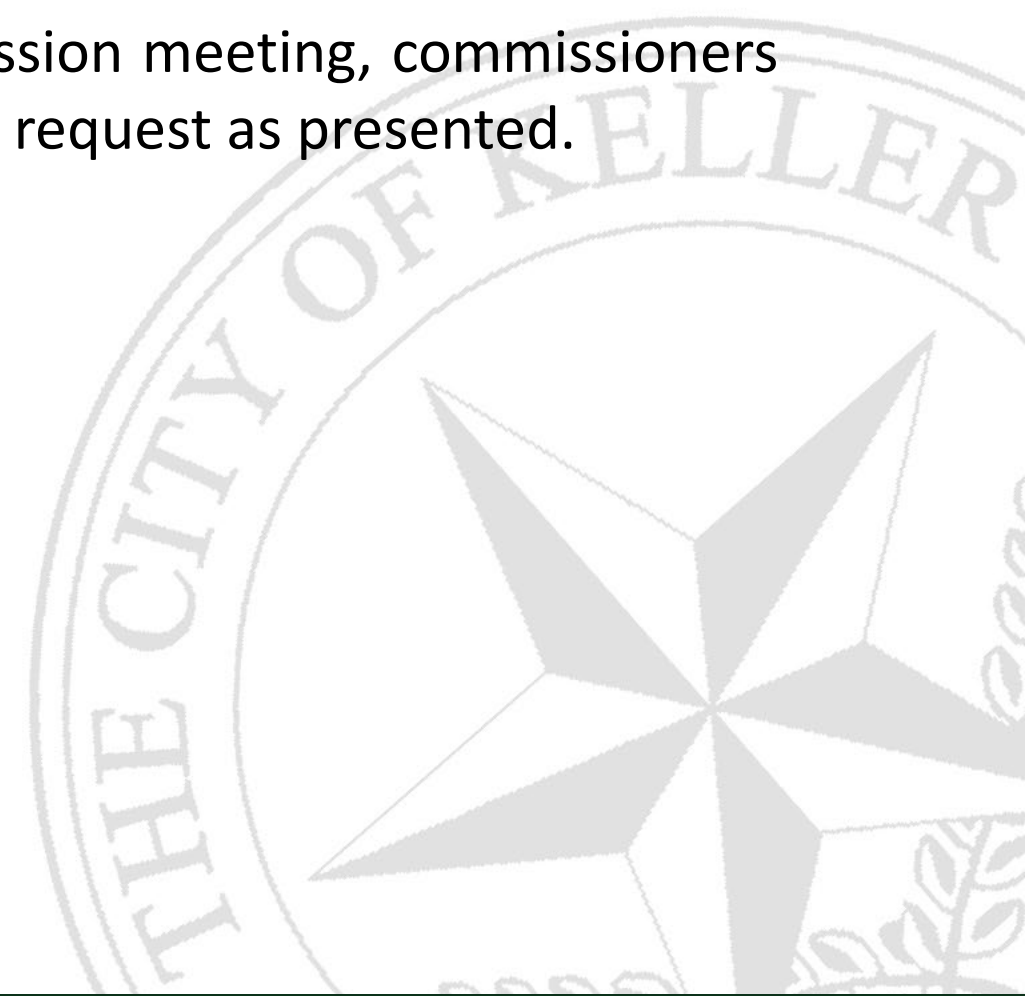 ssion meeting, commissioners
request as presented.
THE CITY OF KELLER